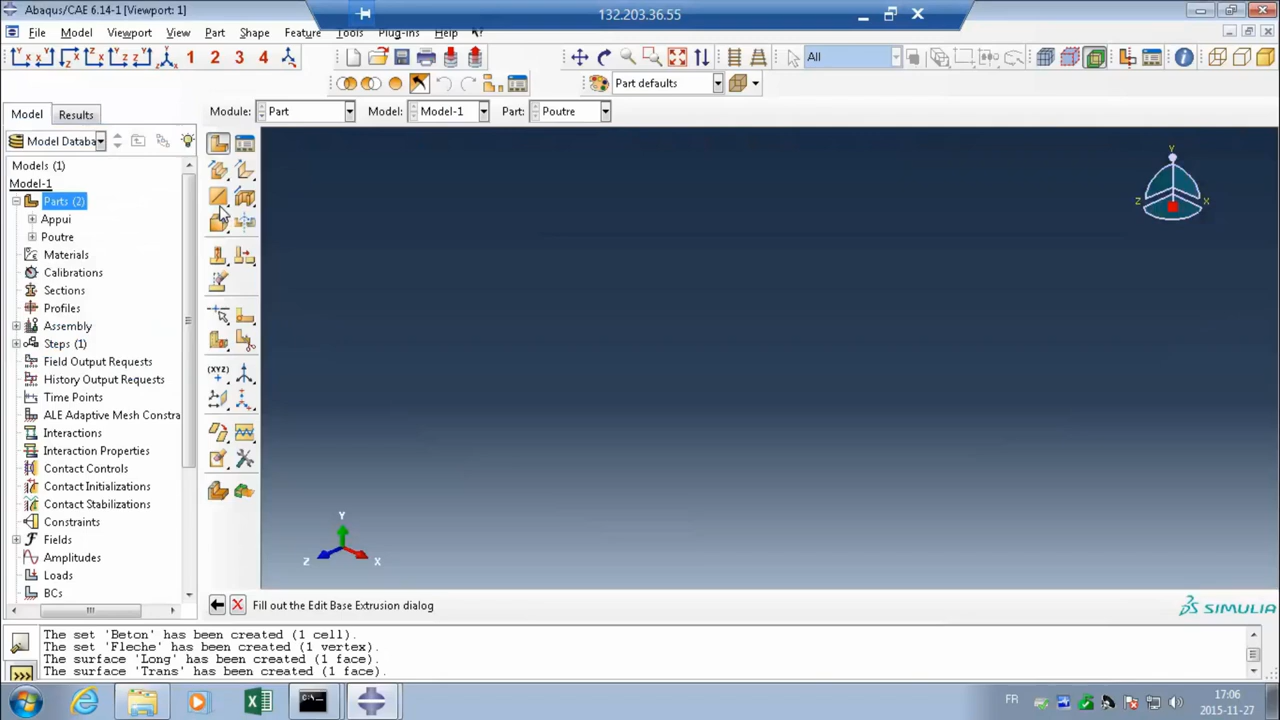 Abaqus/CAE 6.14-1 [Viewport: 1]
132.203.36.55
File Model Viewport View Part Shape Feature Tools Plug-ins Help
1 2 3 4
All
Part defaults
Model Results
Module: Part Model: Model-1 Part: Poutre
Model Databa
Models (1)
Model-1
Parts (2)
Appui
Poutre
Materials
Calibrations
Sections
Profiles
Assembly
Steps (1)
Field Output Requests
History Output Requests
Time Points
ALE Adaptive Mesh Constra
Interactions
Interaction Properties
Contact Controls
Contact Initializations
Contact Stabilizations
Constraints
Fields
Amplitudes
Loads
BCs
(XYZ)
Y
Z
X
Y
Z
X
Fill out the Edit Base Extrusion dialog
SIMULIA
The set 'Beton' has been created (1 cell).
The set 'Fleche' has been created (1 vertex).
The surface 'Long' has been created (1 face).
The surface 'Trans' has been created (1 face).
>>>
FR
17:06
2015-11-27